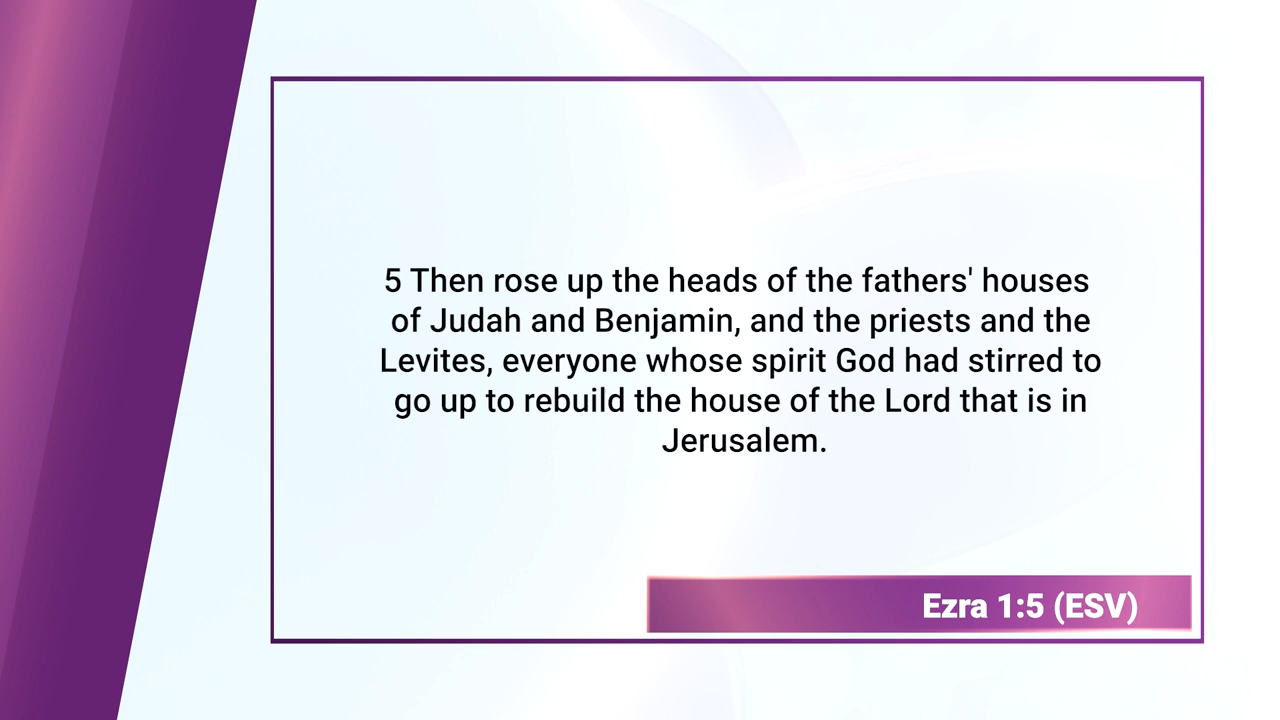 5 Then rose up the heads of the fathers' houses
of Judah and Benjamin, and the priests and the
Levites, everyone whose spirit God had stirred to
go up to rebuild the house of the Lord that is in
Jerusalem.
Ezra 1:5 (ESV)